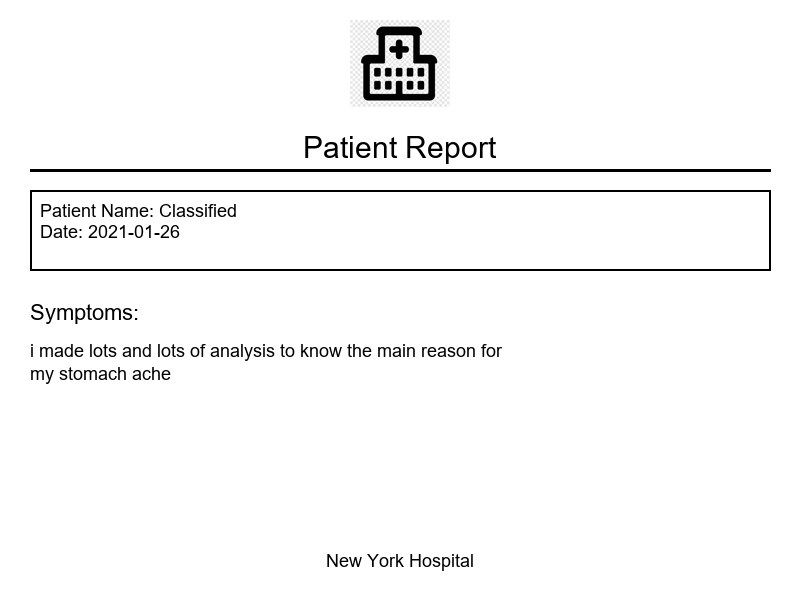 Patient Report
Patient Name: Classified
Date: 2021-01-26
Symptoms:
i made lots and lots of analysis to know the main reason for
my stomach ache
New York Hospital